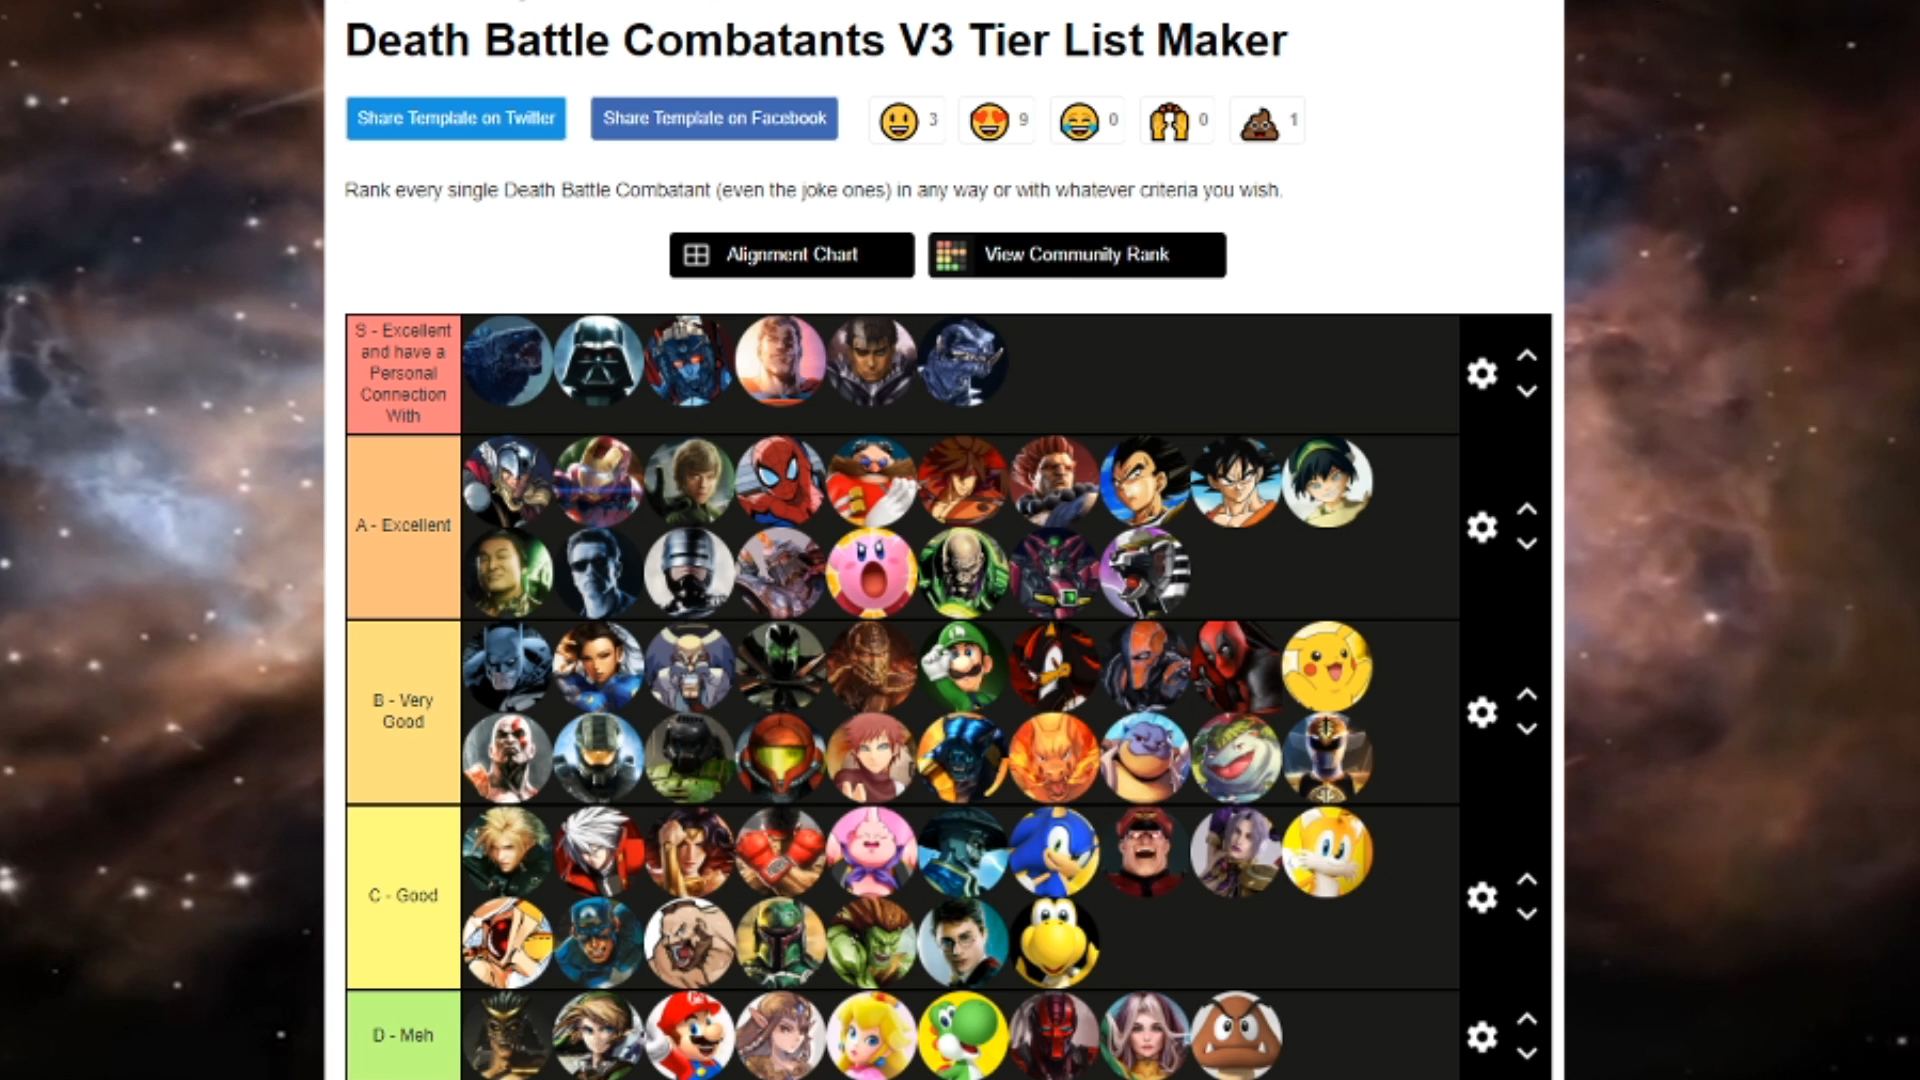 Death Battle Combatants V3 Tier List Maker
Share Template on Twitter
Share Template on Facebook
3
9
0
0
1
Rank every single Death Battle Combatant (even the joke ones) in any way or with whatever criteria you wish.
Alignment Chart
View Community Rank
S - Excellent
and have a
Personal
Connection
With
A - Excellent
B - Very
Good
C - Good
D - Meh